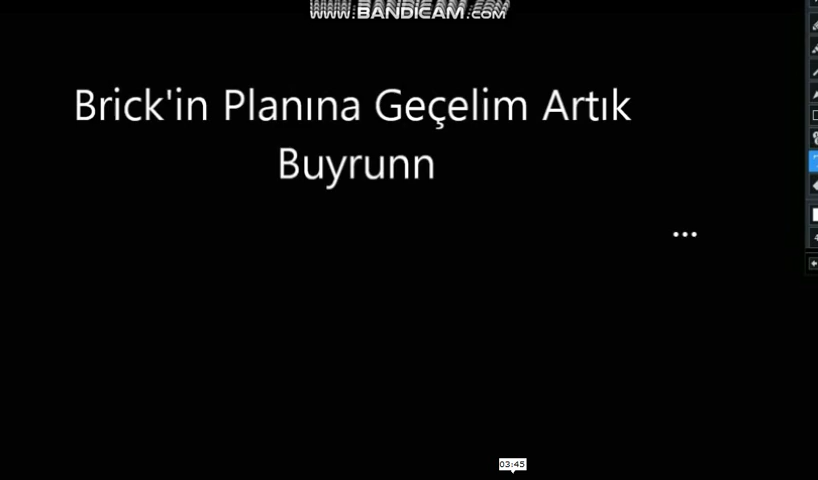 WWW.BANDICAM.COM
Brick'in Planına Geçelim Artık
Buyrunn
...
03:45